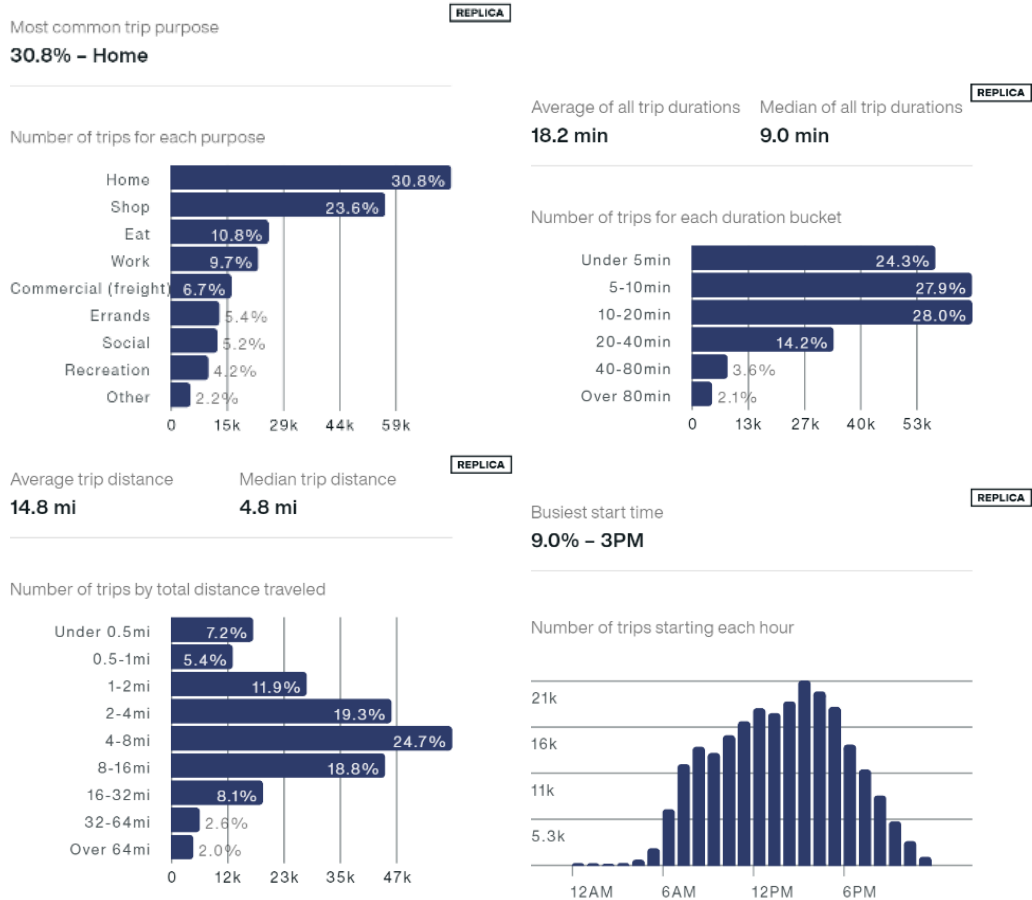 REPLICA
Most common trip purpose
30.8% – Home
Number of trips for each purpose
Home 30.8%
Shop 23.6%
Eat 10.8%
Work 9.7%
Commercial (freight) 6.7%
Errands 5.4%
Social 5.2%
Recreation 4.2%
Other 2.2%
0 15k 29k 44k 59k
REPLICA
Average of all trip durations Median of all trip durations
18.2 min 9.0 min
Number of trips for each duration bucket
Under 5min 24.3%
5-10min 27.9%
10-20min 28.0%
20-40min 14.2%
40-80min 3.6%
Over 80min 2.1%
0 13k 27k 40k 53k
REPLICA
Average trip distance Median trip distance
14.8 mi 4.8 mi
Number of trips by total distance traveled
Under 0.5mi 7.2%
0.5-1mi 5.4%
1-2mi 11.9%
2-4mi 19.3%
4-8mi 24.7%
8-16mi 18.8%
16-32mi 8.1%
32-64mi 2.6%
Over 64mi 2.0%
0 12k 23k 35k 47k
REPLICA
Busiest start time
9.0% – 3PM
Number of trips starting each hour
21k
16k
11k
5.3k
12AM 6AM 12PM 6PM